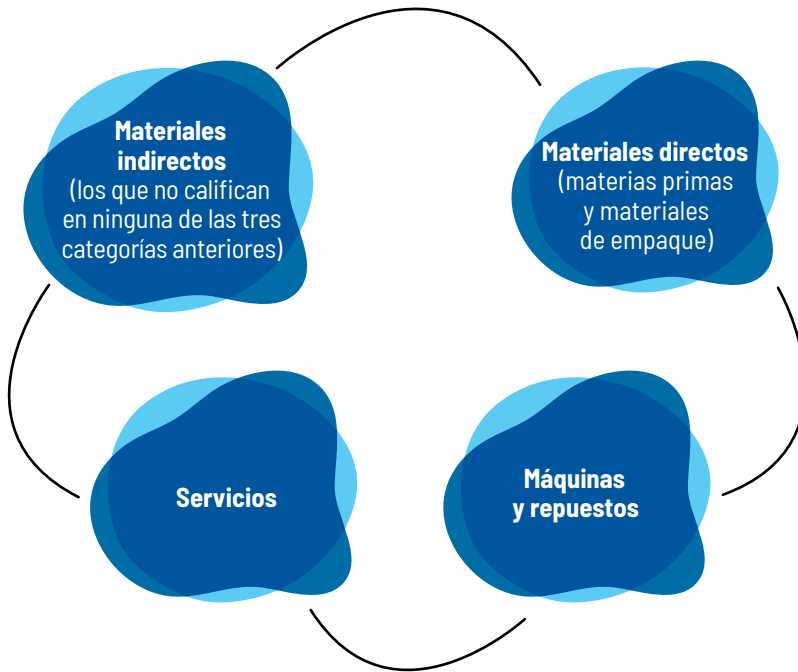 Materiales
indirectos
(los que no califican
en ninguna de las tres
categorías anteriores)
Materiales directos
(materias primas
y materiales
de empaque)
Servicios
Máquinas
y repuestos